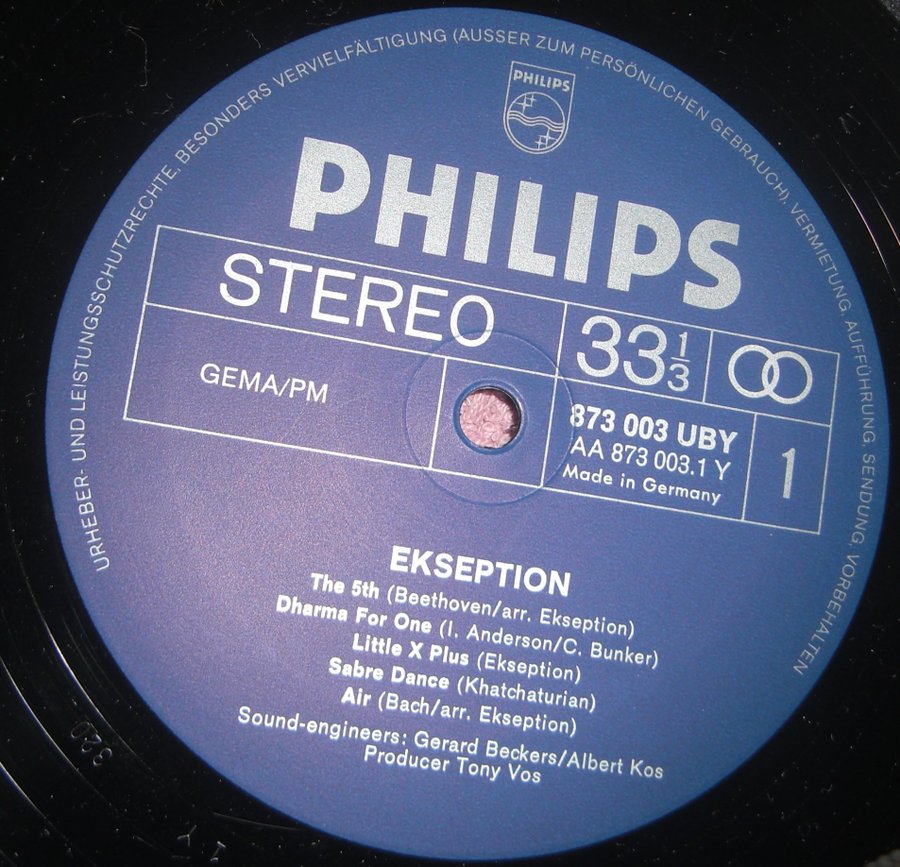 URHEBER- UND LEISTUNGSSCHUTZRECHTE, BESONDERS VERVIELFÄLTIGUNG (AUSSER ZUM PERSÖNLICHEN GEBRAUCH), VERMIETUNG, AUFFÜHRUNG, SENDUNG, VORBEHALTEN
PHILIPS
PHILIPS
STEREO
33 1/3
GEMA/PM
873 003 UBY
AA 873 003.1 Y
Made in Germany
1
EKSEPTION
The 5th (Beethoven/arr. Ekseption)
Dharma For One (I. Anderson/C. Bunker)
Little X Plus (Ekseption)
Sabre Dance (Khatchaturian)
Air (Bach/arr. Ekseption)
Sound-engineers: Gerard Beckers/Albert Kos
Producer Tony Vos
320